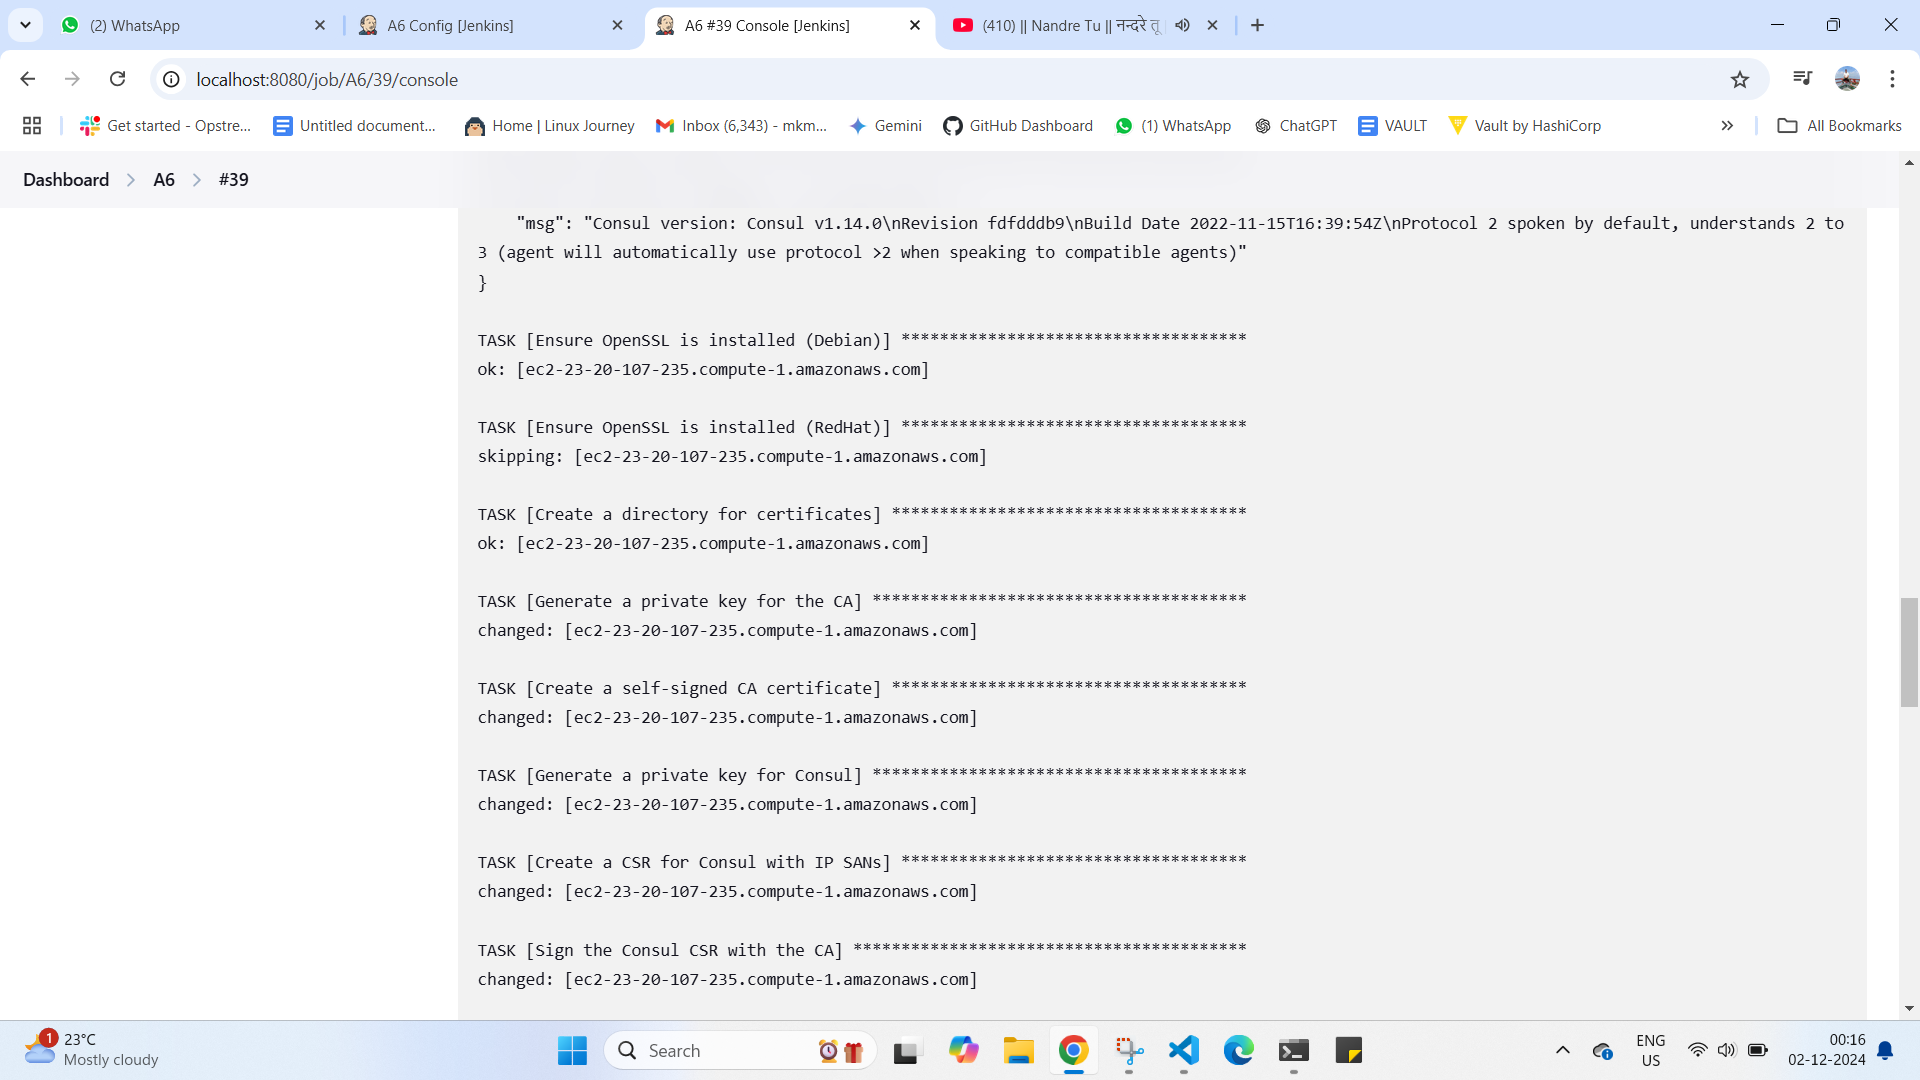 (2) WhatsApp
A6 Config [Jenkins]
A6 #39 Console [Jenkins]
(410) || Nandre Tu || नन्दरे तू
localhost:8080/job/A6/39/console
Get started - Opstre...
Untitled document...
Home | Linux Journey
Inbox (6,343) - mkm...
Gemini
GitHub Dashboard
(1) WhatsApp
ChatGPT
VAULT
Vault by HashiCorp
All Bookmarks
Dashboard
A6
#39
"msg": "Consul version: Consul v1.14.0\nRevision fdfdddb9\nBuild Date 2022-11-15T16:39:54Z\nProtocol 2 spoken by default, understands 2 to
3 (agent will automatically use protocol >2 when speaking to compatible agents)"
}
TASK [Ensure OpenSSL is installed (Debian)] ************************************
ok: [ec2-23-20-107-235.compute-1.amazonaws.com]
TASK [Ensure OpenSSL is installed (RedHat)] ************************************
skipping: [ec2-23-20-107-235.compute-1.amazonaws.com]
TASK [Create a directory for certificates] *************************************
ok: [ec2-23-20-107-235.compute-1.amazonaws.com]
TASK [Generate a private key for the CA] ***************************************
changed: [ec2-23-20-107-235.compute-1.amazonaws.com]
TASK [Create a self-signed CA certificate] *************************************
changed: [ec2-23-20-107-235.compute-1.amazonaws.com]
TASK [Generate a private key for Consul] ***************************************
changed: [ec2-23-20-107-235.compute-1.amazonaws.com]
TASK [Create a CSR for Consul with IP SANs] ************************************
changed: [ec2-23-20-107-235.compute-1.amazonaws.com]
TASK [Sign the Consul CSR with the CA] *****************************************
changed: [ec2-23-20-107-235.compute-1.amazonaws.com]
1
23°C
Mostly cloudy
Search
ENG
US
00:16
02-12-2024